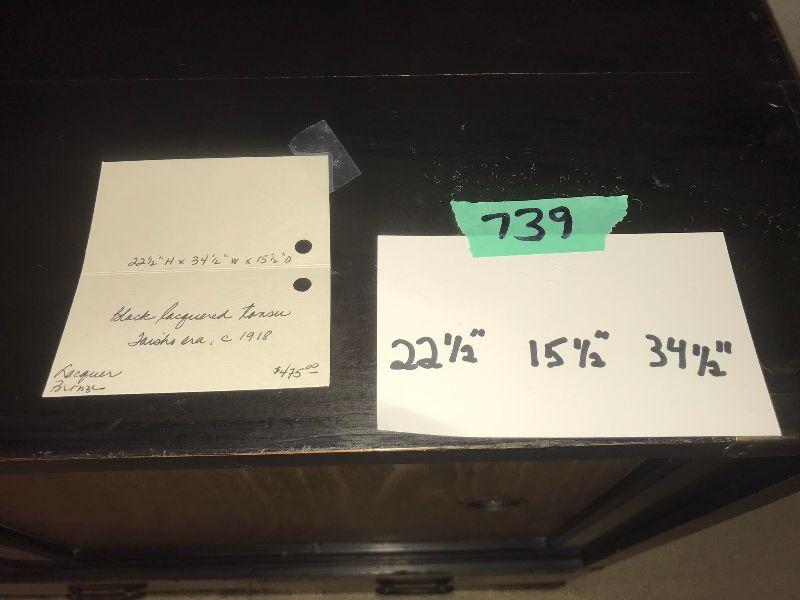 22½" H x 34½" W x 15½" D
Black lacquered tansu
Taisho era, c 1918
Lacquer
Bronze
$475.00
739
22½" 15½" 34½"